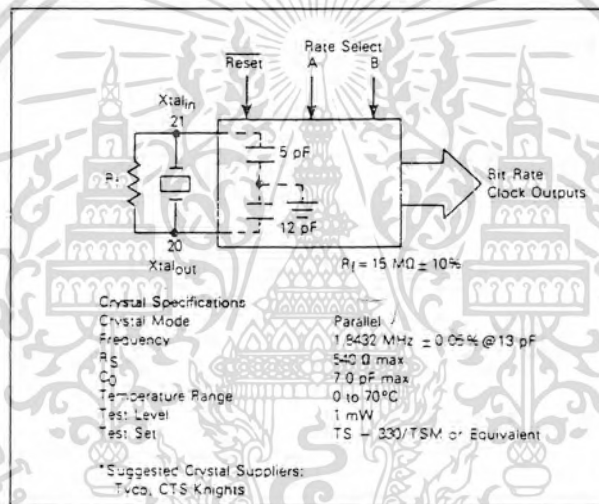 Rate Select
Reset A B
Xtalin
21
5 pF
Rf
12 pF
20
Xtalout
Bit Rate
Clock Outputs
Rf = 15 MΩ ± 10%
Crystal Specifications
Crystal Mode Parallel
Frequency 1.8432 MHz ± 0.05% @ 13 pF
RS 540 Ω max
C0 7.0 pF max
Temperature Range 0 to 70°C
Test Level 1 mW
Test Set TS – 330/TSM or Equivalent
*Suggested Crystal Suppliers:
Tyco, CTS Knights